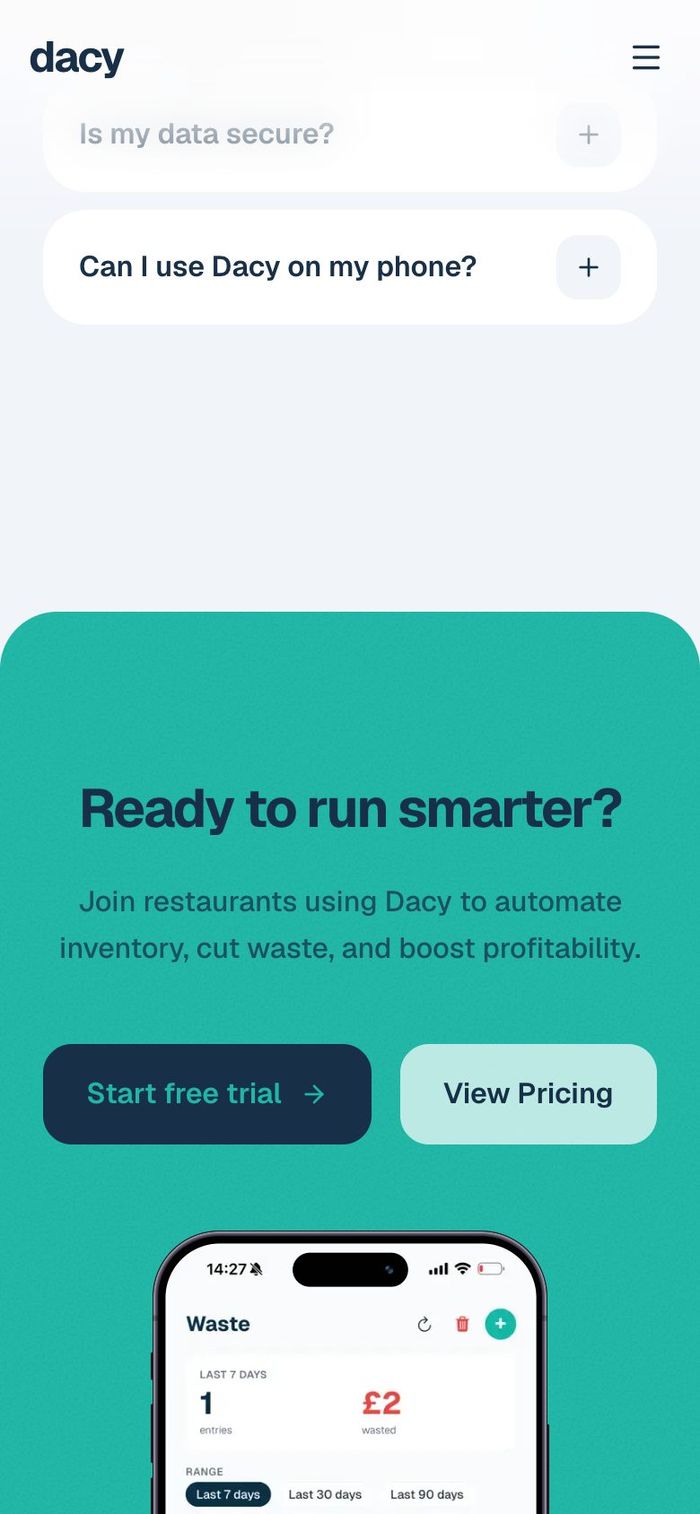 dacy
Is my data secure?
Can I use Dacy on my phone?
Ready to run smarter?
Join restaurants using Dacy to automate
inventory, cut waste, and boost profitability.
Start free trial →
View Pricing
14:27
Waste
LAST 7 DAYS
1
£2
entries
wasted
RANGE
Last 7 days
Last 30 days
Last 90 days